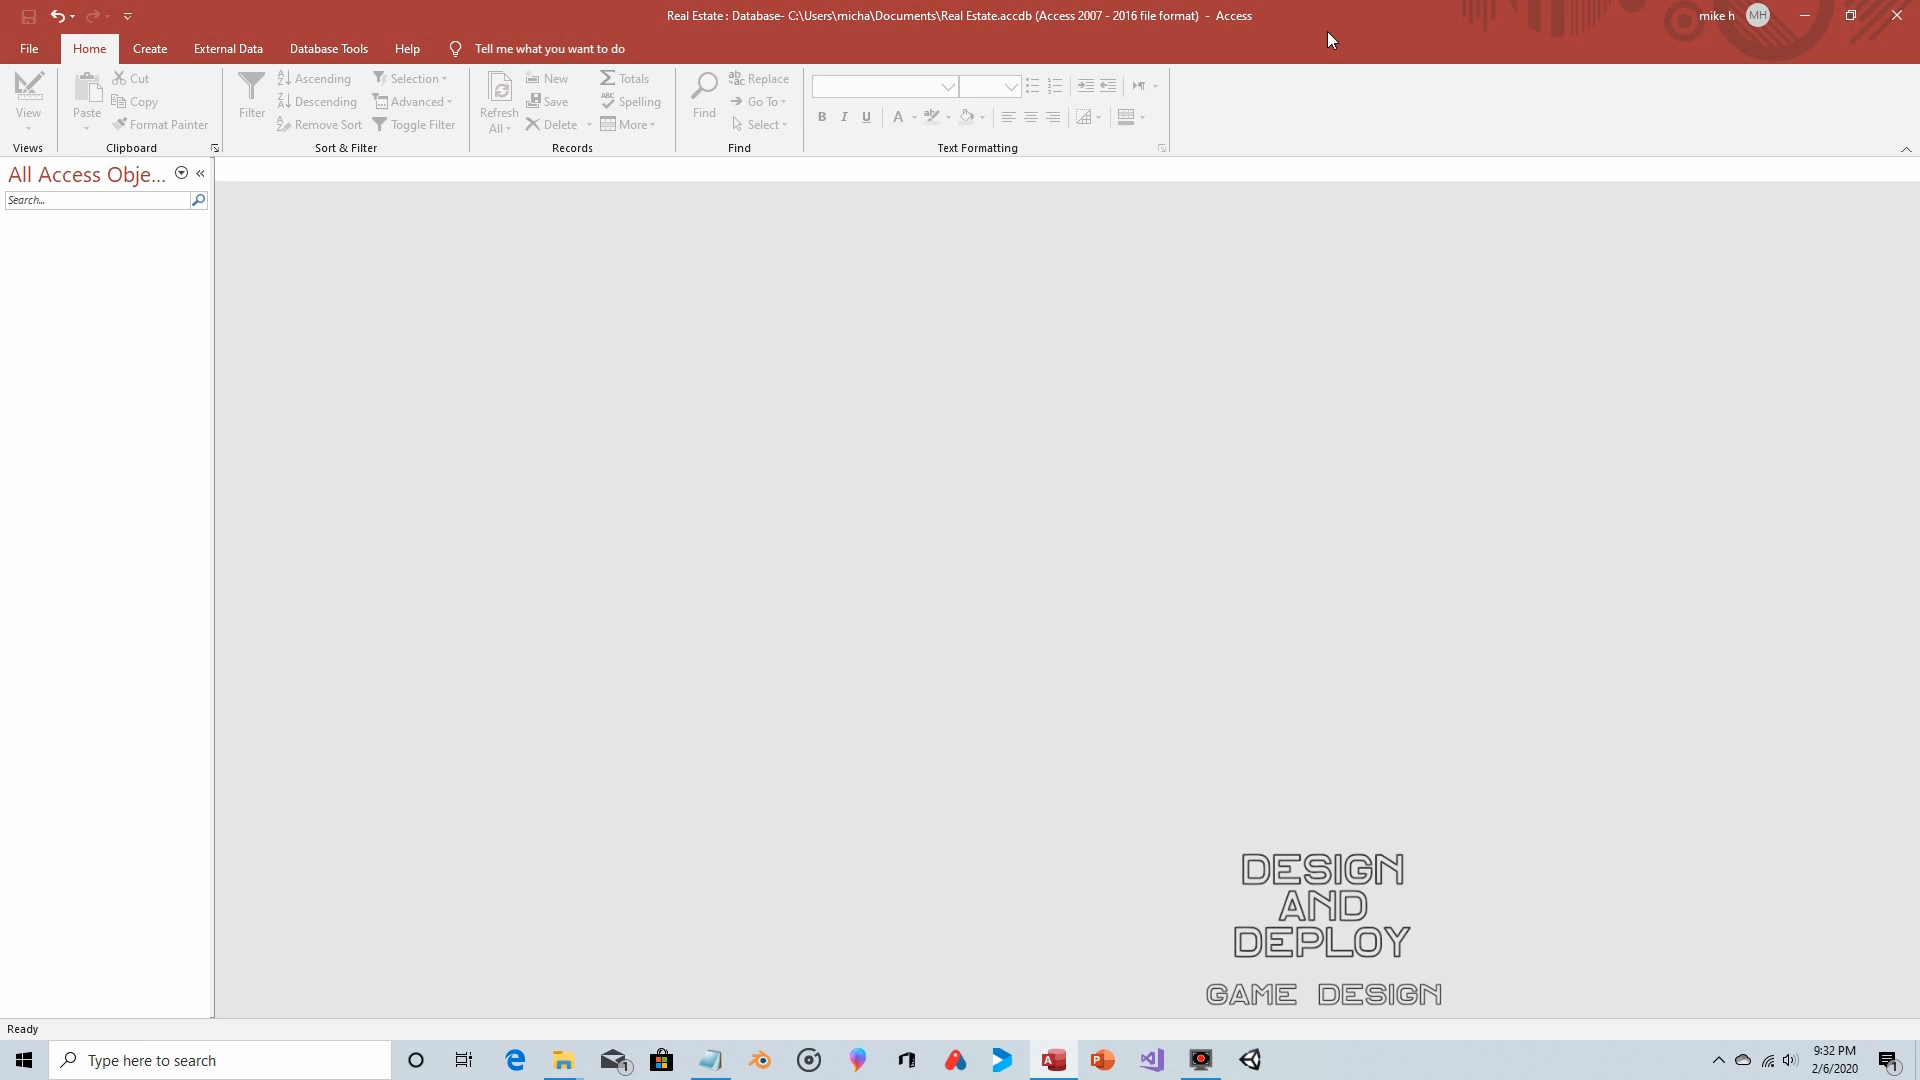 Real Estate : Database- C:\Users\micha\Documents\Real Estate.accdb (Access 2007 - 2016 file format) - Access
mike h MH
File Home Create External Data Database Tools Help Tell me what you want to do
View
Views
Paste
Cut
Copy
Format Painter
Clipboard
Filter
Ascending
Descending
Remove Sort
Selection
Advanced
Toggle Filter
Sort & Filter
Refresh
All
New
Save
Delete
Totals
Spelling
More
Records
Find
Replace
Go To
Select
Find
B I U A
Text Formatting
All Access Obje...
Search...
DESIGN
AND
DEPLOY
GAME DESIGN
Ready
Type here to search
1
9:32 PM
2/6/2020
1